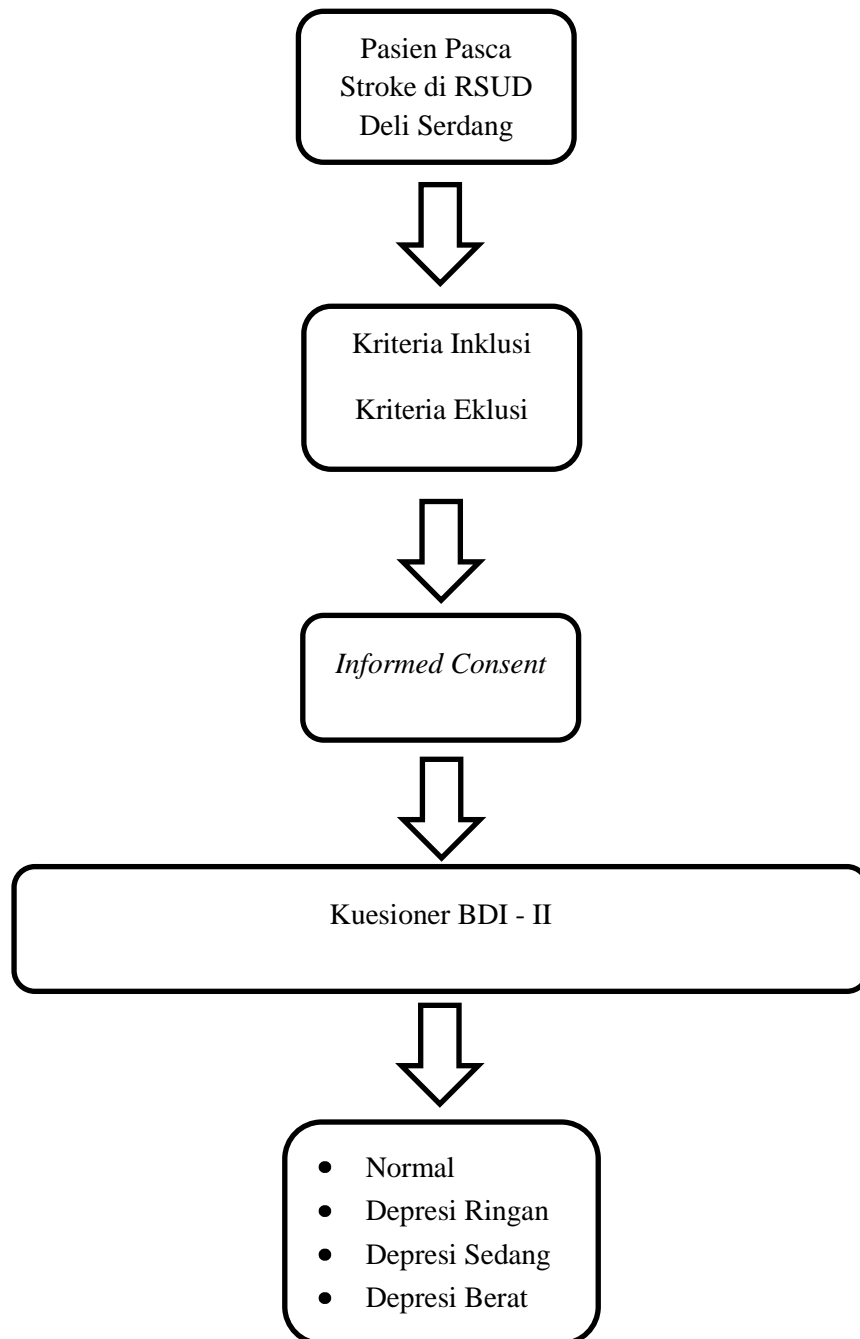 Pasien Pasca
Stroke di RSUD
Deli Serdang
Kriteria Inklusi
Kriteria Eklusi
Informed Consent
Kuesioner BDI - II
• Normal
• Depresi Ringan
• Depresi Sedang
• Depresi Berat